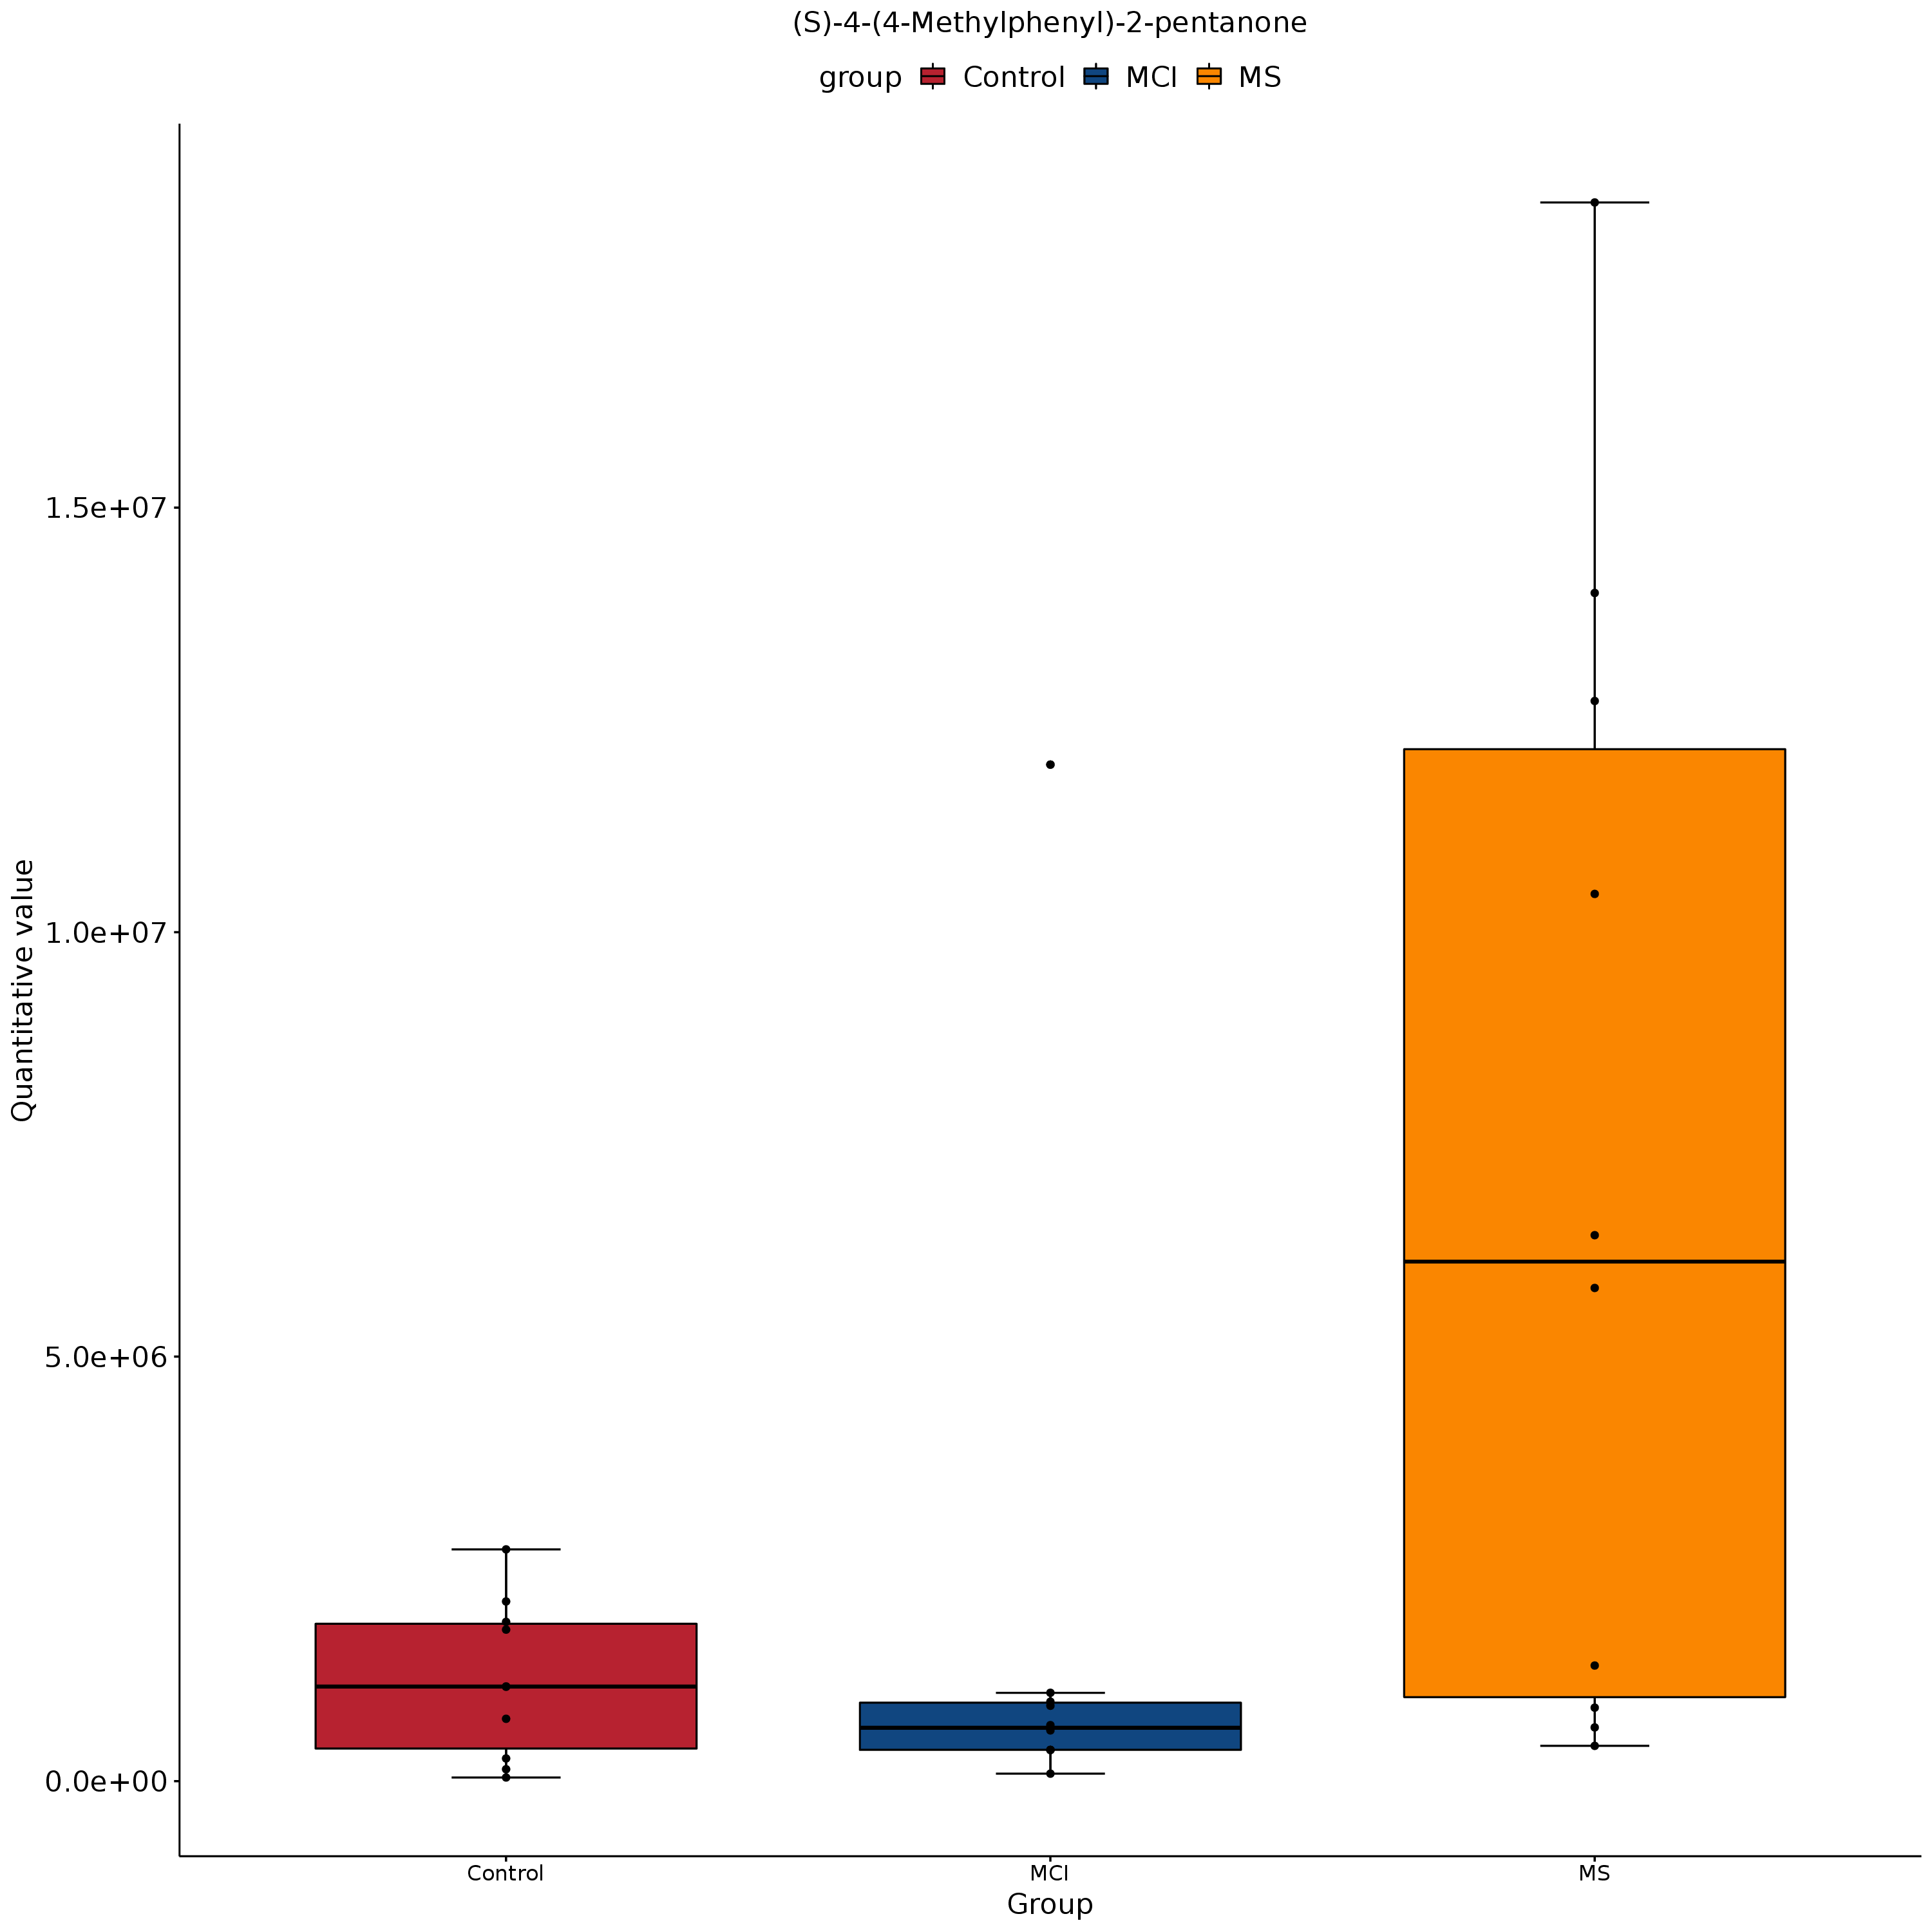 (S)-4-(4-Methylphenyl)-2-pentanone
group Control MCI MS
1.5e+07
1.0e+07
5.0e+06
0.0e+00
Quantitative value
Control MCI MS
Group